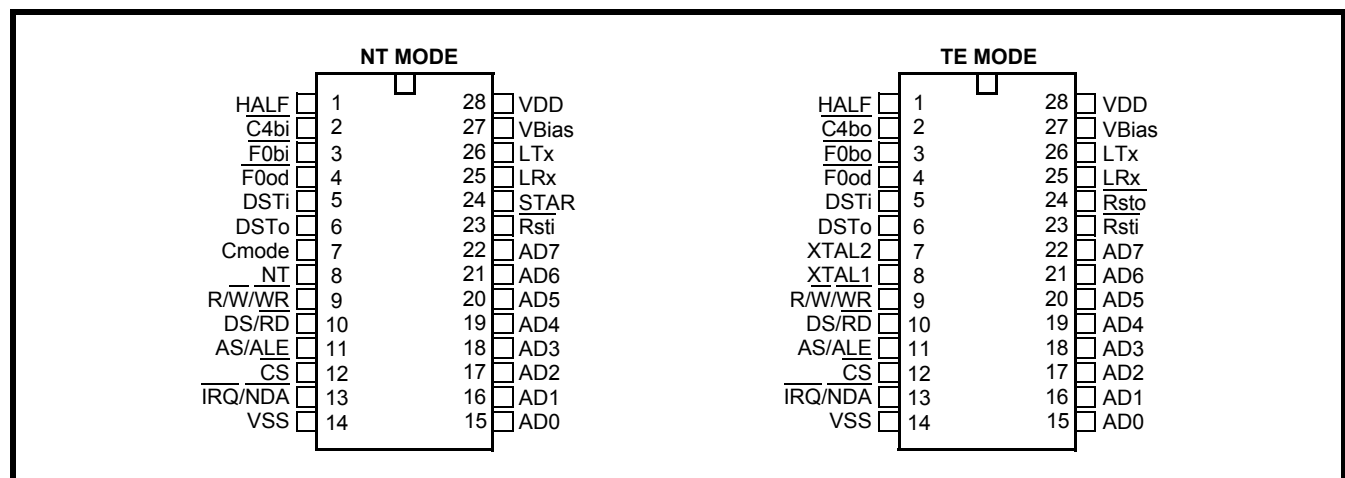 NT MODE
HALF 1 28 VDD
C4bi 2 27 VBias
F0bi 3 26 LTx
F0od 4 25 LRx
DSTi 5 24 STAR
DSTo 6 23 Rsti
Cmode 7 22 AD7
NT 8 21 AD6
R/W/WR 9 20 AD5
DS/RD 10 19 AD4
AS/ALE 11 18 AD3
CS 12 17 AD2
IRQ/NDA 13 16 AD1
VSS 14 15 AD0
TE MODE
HALF 1 28 VDD
C4bo 2 27 VBias
F0bo 3 26 LTx
F0od 4 25 LRx
DSTi 5 24 Rsto
DSTo 6 23 Rsti
XTAL2 7 22 AD7
XTAL1 8 21 AD6
R/W/WR 9 20 AD5
DS/RD 10 19 AD4
AS/ALE 11 18 AD3
CS 12 17 AD2
IRQ/NDA 13 16 AD1
VSS 14 15 AD0